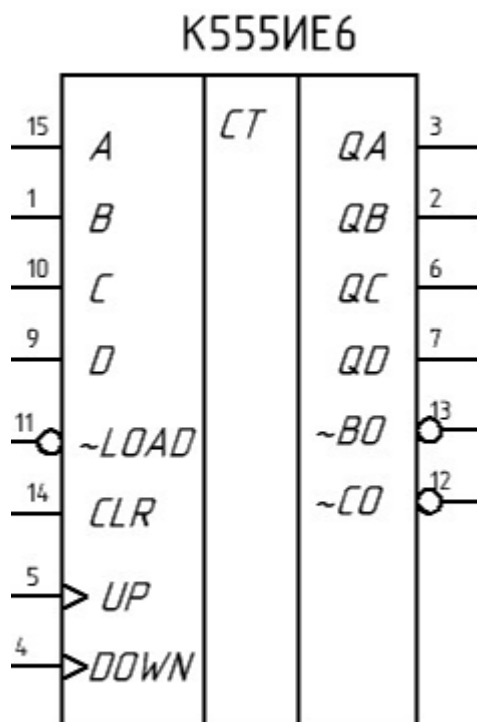 К555ИЕ6
CT
15 A QA 3
1 B QB 2
10 C QC 6
9 D QD 7
11 ~LOAD ~BO 13
14 CLR ~CO 12
5 UP
4 DOWN